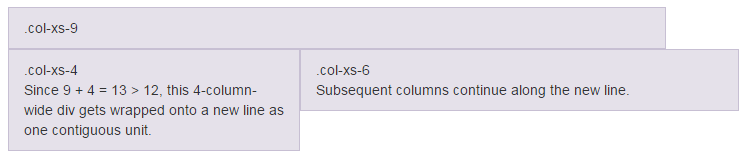 .col-xs-9
.col-xs-4
Since 9 + 4 = 13 > 12, this 4-column-
wide div gets wrapped onto a new line as
one contiguous unit.
.col-xs-6
Subsequent columns continue along the new line.